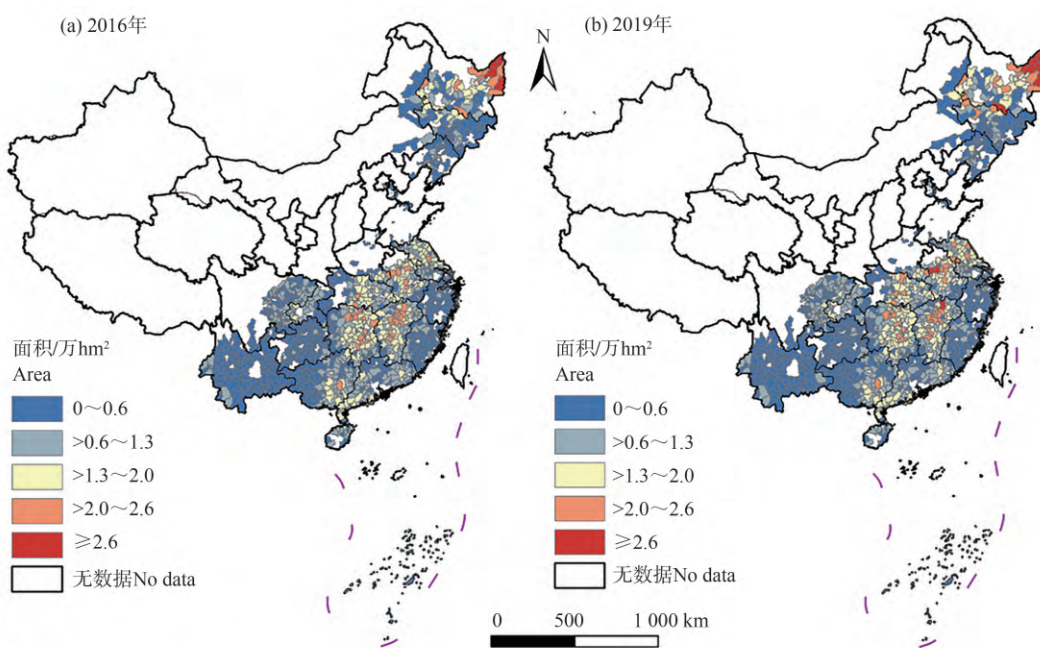 (a) 2016年
N
(b) 2019年
面积/万hm²
Area
0～0.6
>0.6～1.3
>1.3～2.0
>2.0～2.6
≥2.6
无数据No data
面积/万hm²
Area
0～0.6
>0.6～1.3
>1.3～2.0
>2.0～2.6
≥2.6
无数据No data
0 500 1 000 km